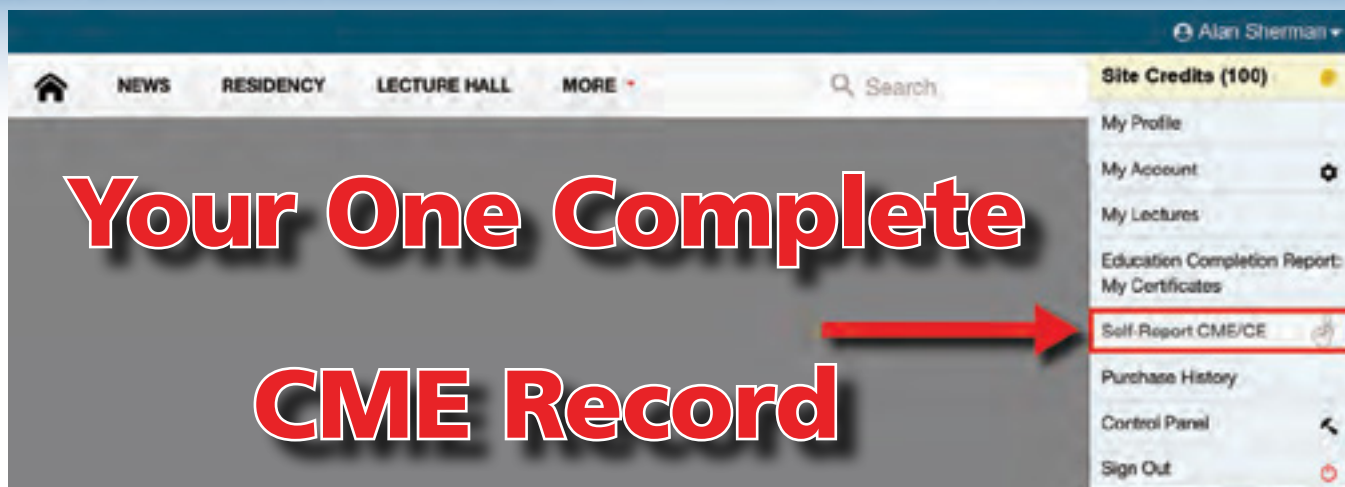 Alan Sherman
NEWS RESIDENCY LECTURE HALL MORE Search
Site Credits (100)
My Profile
My Account
My Lectures
Education Completion Report:
My Certificates
Self-Report CME/CE
Purchase History
Control Panel
Sign Out
Your One Complete
CME Record